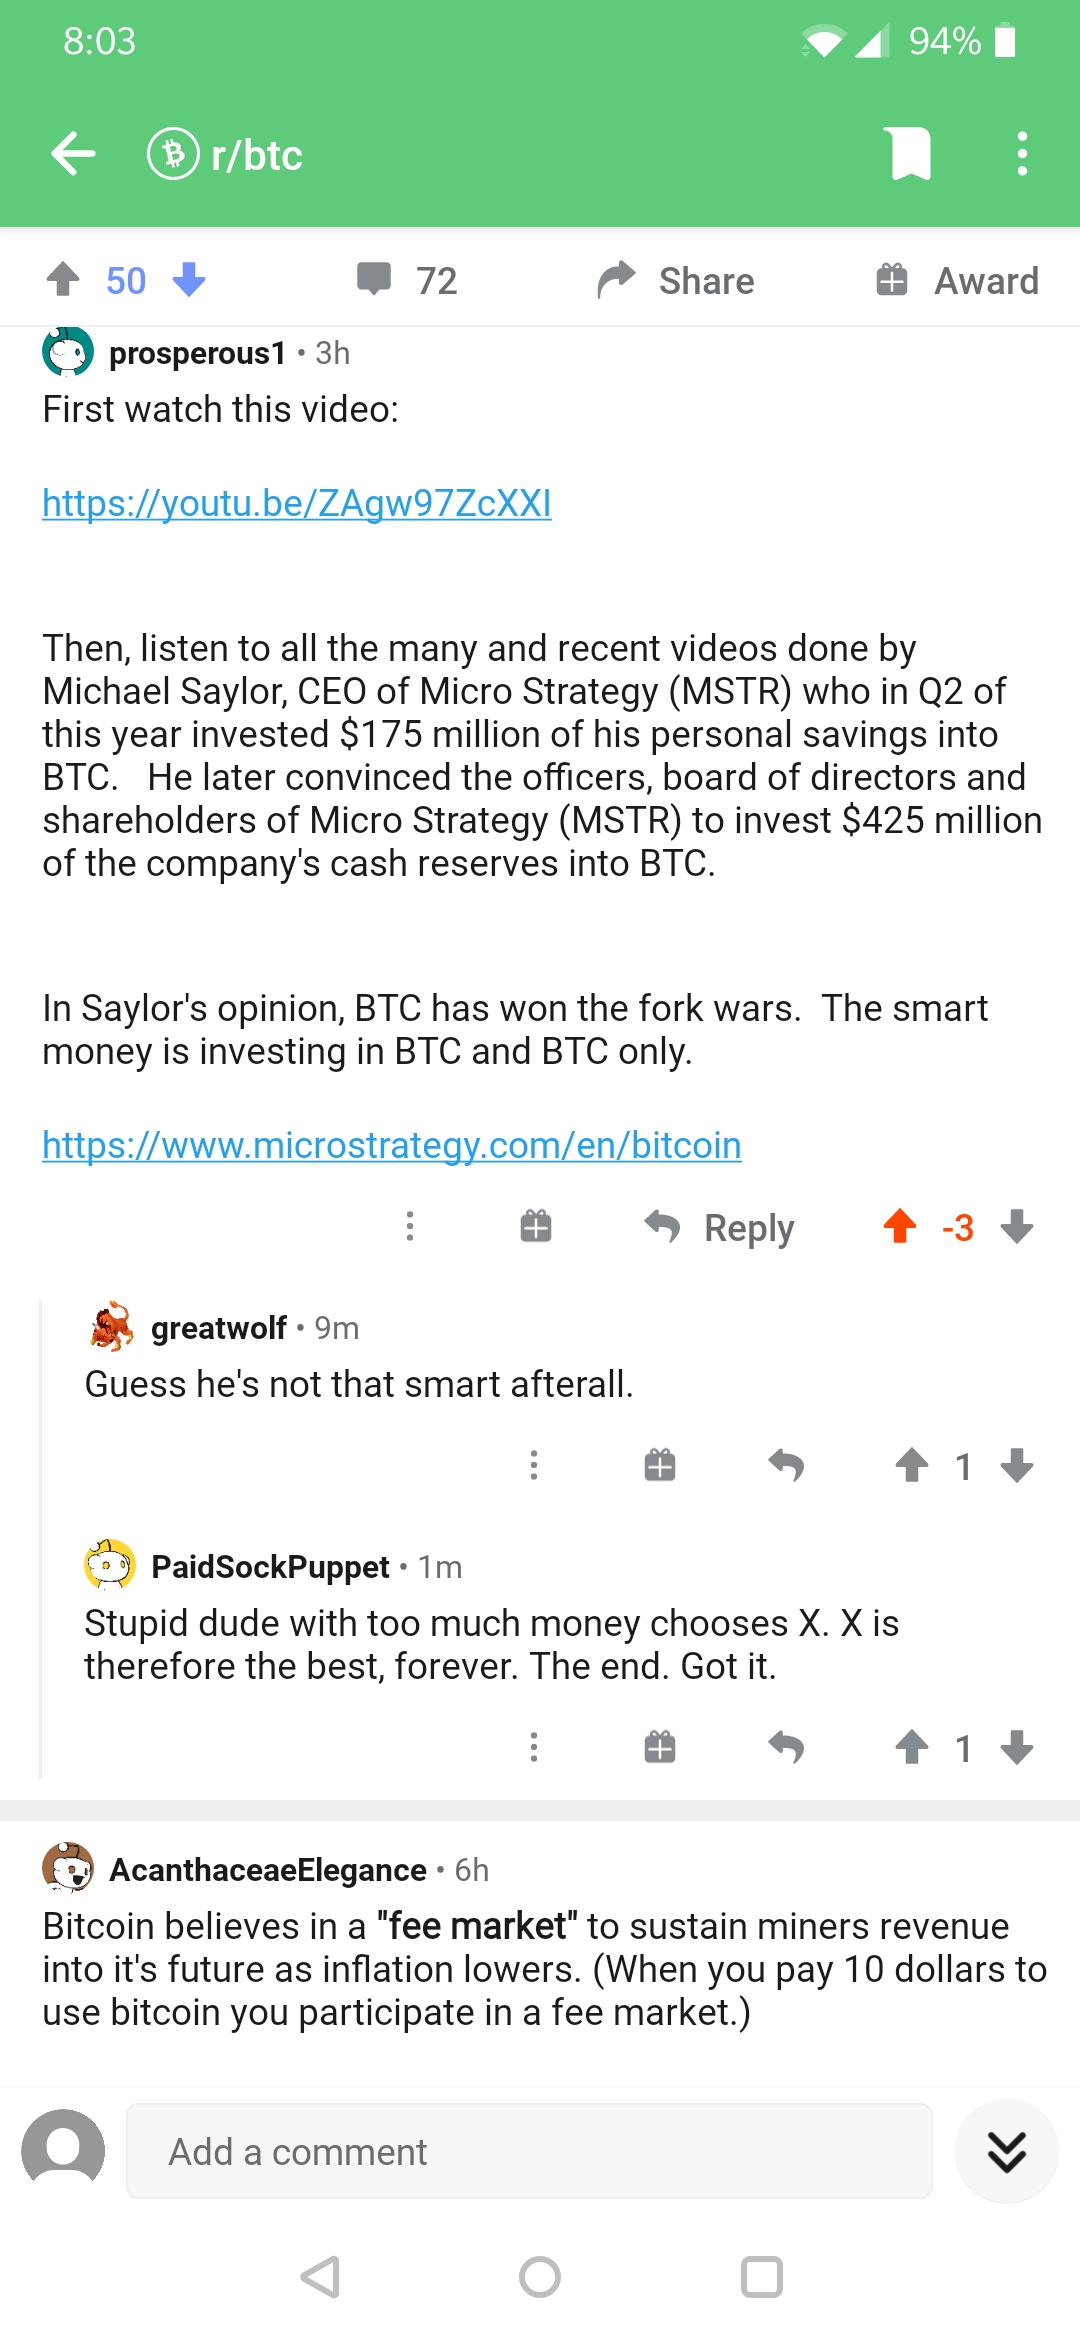 8:03
94%
r/btc
50
72
Share
Award
prosperous1 • 3h
First watch this video:
https://youtu.be/ZAgw97ZcXXI
Then, listen to all the many and recent videos done by
Michael Saylor, CEO of Micro Strategy (MSTR) who in Q2 of
this year invested $175 million of his personal savings into
BTC.   He later convinced the officers, board of directors and
shareholders of Micro Strategy (MSTR) to invest $425 million
of the company's cash reserves into BTC.
In Saylor's opinion, BTC has won the fork wars.  The smart
money is investing in BTC and BTC only.
https://www.microstrategy.com/en/bitcoin
Reply
-3
greatwolf • 9m
Guess he's not that smart afterall.
1
PaidSockPuppet • 1m
Stupid dude with too much money chooses X. X is
therefore the best, forever. The end. Got it.
1
AcanthaceaeElegance • 6h
Bitcoin believes in a "fee market" to sustain miners revenue
into it's future as inflation lowers. (When you pay 10 dollars to
use bitcoin you participate in a fee market.)
Add a comment